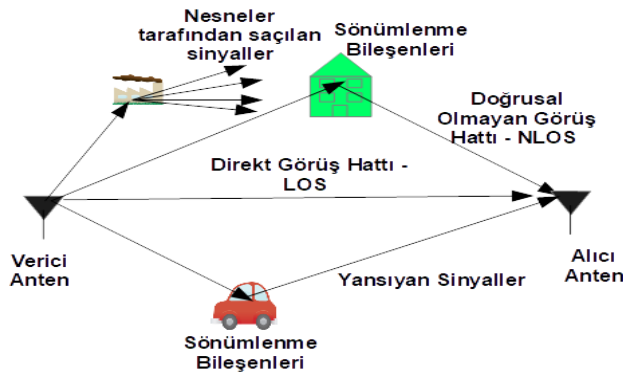 Nesneler
tarafından saçılan
sinyaller
Sönümlenme
Bileşenleri
Doğrusal
Olmayan Görüş
Hattı - NLOS
Direkt Görüş Hattı -
LOS
Verici
Anten
Alıcı
Anten
Yansıyan Sinyaller
Sönümlenme
Bileşenleri